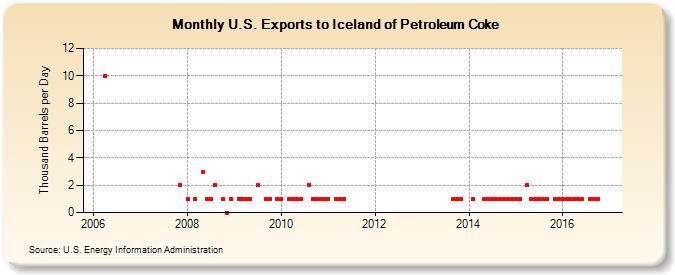 Monthly U.S. Exports to Iceland of Petroleum Coke
Thousand Barrels per Day
12
10
8
6
4
2
0
2006 2008 2010 2012 2014 2016
Source: U.S. Energy Information Administration